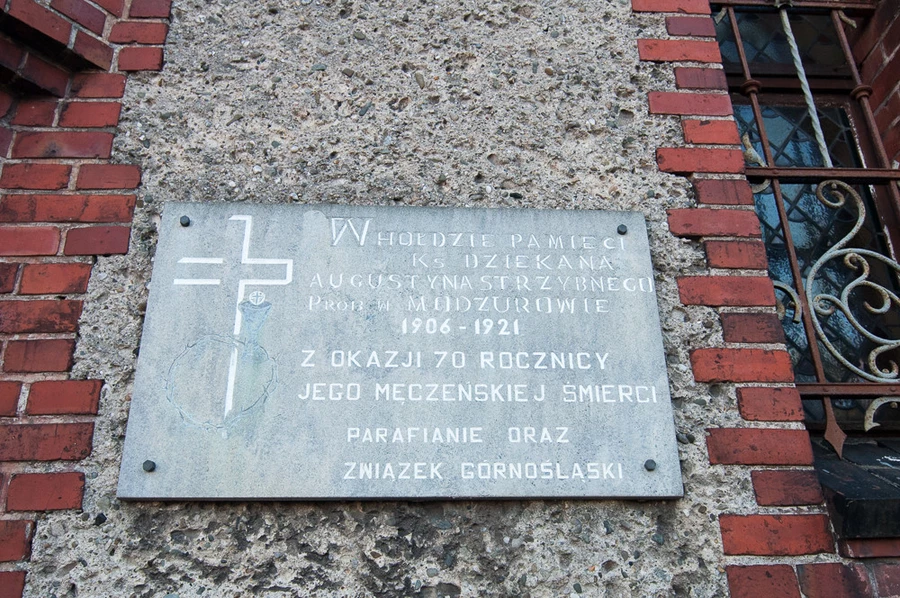 W HOŁDZIE PAMIĘCI
KS DZIEKANA
AUGUSTYNA STRZYBNEGO
PROB. W MODZUROWIE
1906 - 1921
Z OKAZJI 70 ROCZNICY
JEGO MĘCZEŃSKIEJ ŚMIERCI
PARAFIANIE ORAZ
ZWIĄZEK GÓRNOŚLĄSKI